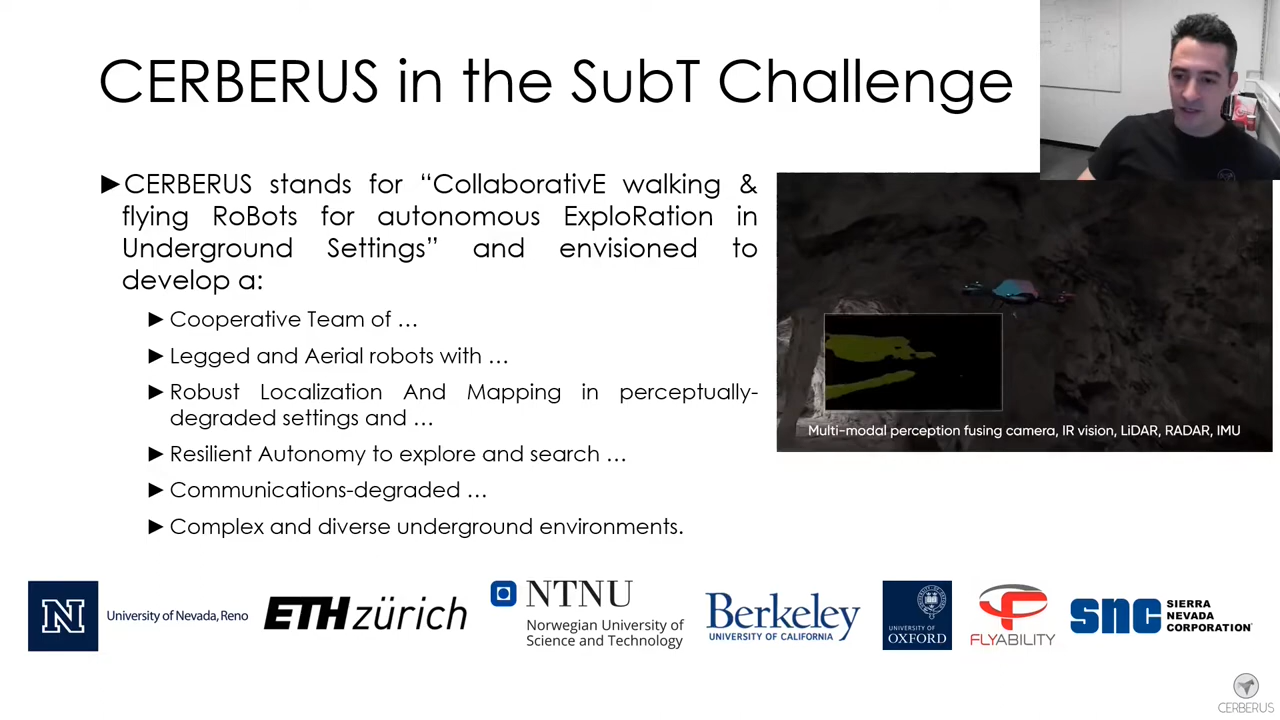 CERBERUS in the SubT Challenge
►CERBERUS stands for “CollaborativE walking &
flying RoBots for autonomous ExploRation in
Underground Settings” and envisioned to
develop a:
►Cooperative Team of …
►Legged and Aerial robots with …
►Robust Localization And Mapping in perceptually-
degraded settings and …
►Resilient Autonomy to explore and search …
►Communications-degraded …
►Complex and diverse underground environments.
Multi-modal perception fusing camera, IR vision, LiDAR, RADAR, IMU
N
University of Nevada, Reno
ETH zürich
NTNU
Norwegian University of
Science and Technology
Berkeley
UNIVERSITY OF CALIFORNIA
UNIVERSITY OF
OXFORD
FLYABILITY
snc
SIERRA
NEVADA
CORPORATION
CERBERUS